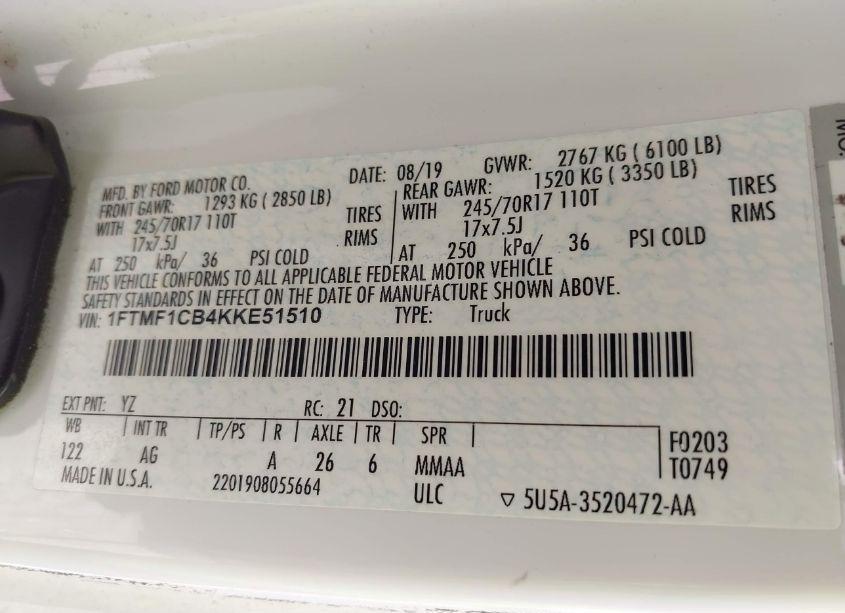 MFD. BY FORD MOTOR CO.
DATE: 08/19 GVWR: 2767 KG ( 6100 LB)
FRONT GAWR: 1293 KG ( 2850 LB) REAR GAWR: 1520 KG ( 3350 LB)
WITH 245/70R17 110T TIRES WITH 245/70R17 110T TIRES
17x7.5J RIMS 17x7.5J RIMS
AT 250 kPa/ 36 PSI COLD AT 250 kPa/ 36 PSI COLD
THIS VEHICLE CONFORMS TO ALL APPLICABLE FEDERAL MOTOR VEHICLE
SAFETY STANDARDS IN EFFECT ON THE DATE OF MANUFACTURE SHOWN ABOVE.
VIN: 1FTMF1CB4KKE51510 TYPE: Truck
EXT PNT: YZ RC: 21 DSO:
WB INT TR TP/PS R AXLE TR SPR
122 AG A 26 6 MMAA
F0203
T0749
MADE IN U.S.A. 2201908055664 ULC ▽ 5U5A-3520472-AA